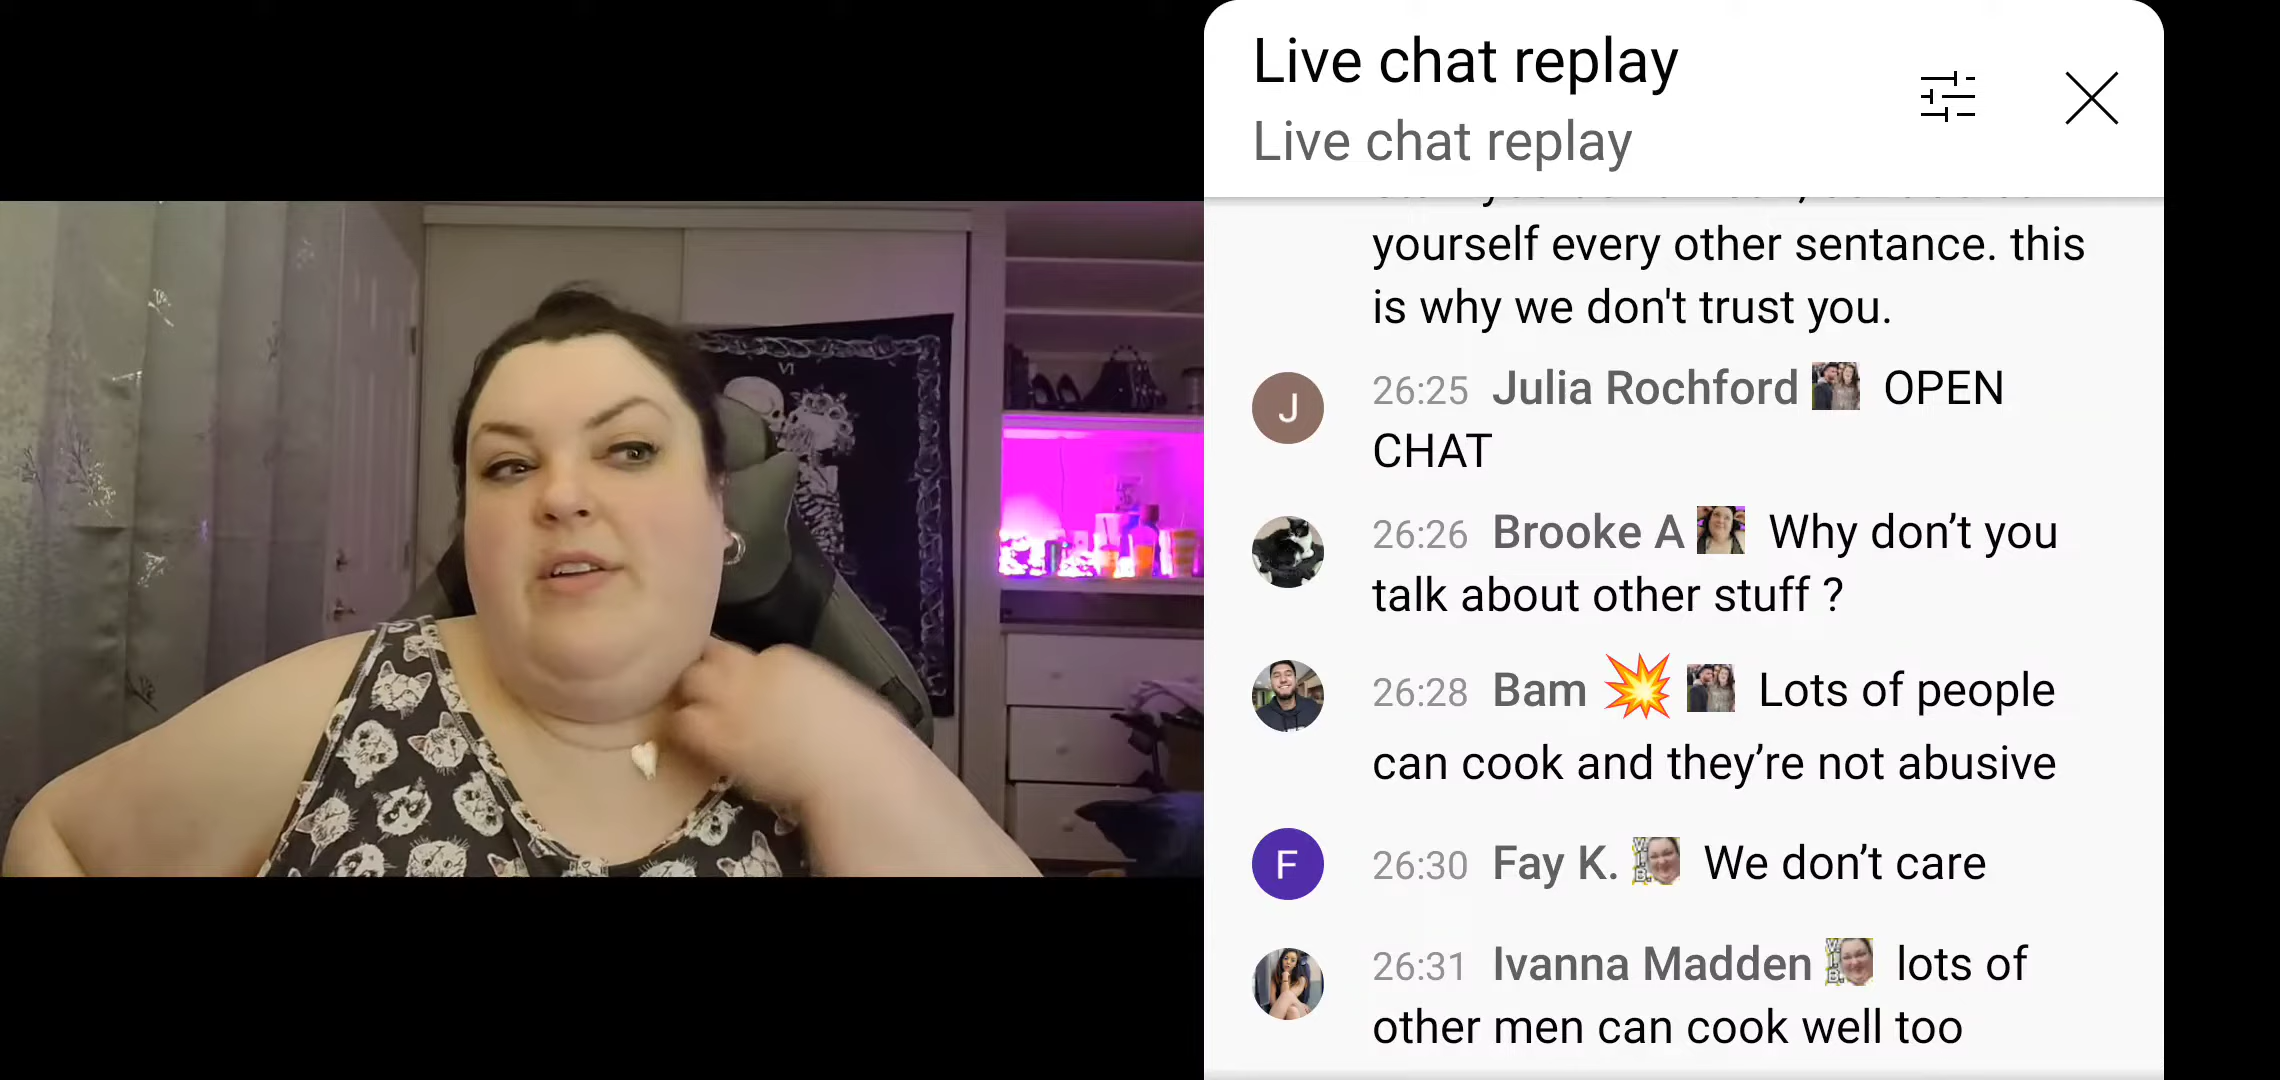 Live chat replay
Live chat replay
yourself every other sentance. this
is why we don't trust you.
J
26:25 Julia Rochford OPEN
CHAT
26:26 Brooke A Why don’t you
talk about other stuff ?
26:28 Bam 💥 Lots of people
can cook and they’re not abusive
F
26:30 Fay K. We don’t care
26:31 Ivanna Madden lots of
other men can cook well too
VI